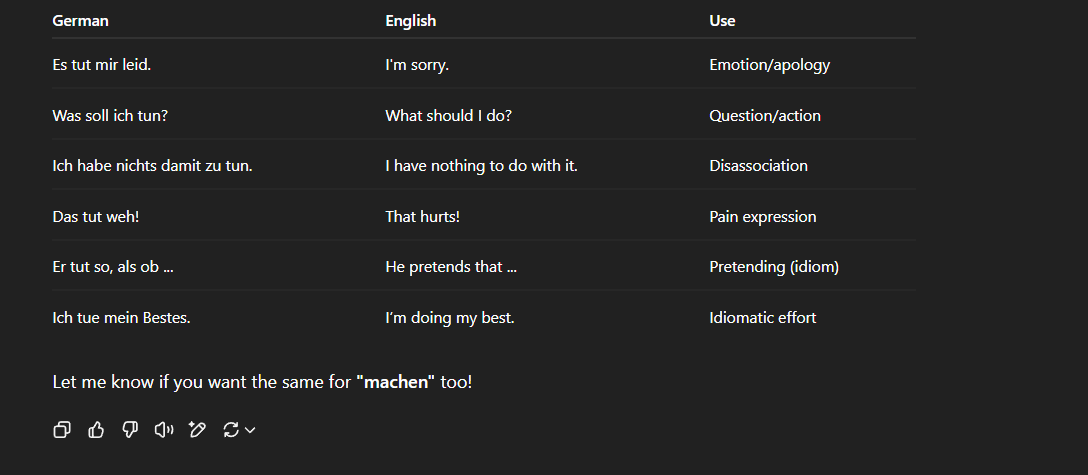 German English Use
Es tut mir leid. I'm sorry. Emotion/apology
Was soll ich tun? What should I do? Question/action
Ich habe nichts damit zu tun. I have nothing to do with it. Disassociation
Das tut weh! That hurts! Pain expression
Er tut so, als ob ... He pretends that ... Pretending (idiom)
Ich tue mein Bestes. I’m doing my best. Idiomatic effort
Let me know if you want the same for "machen" too!